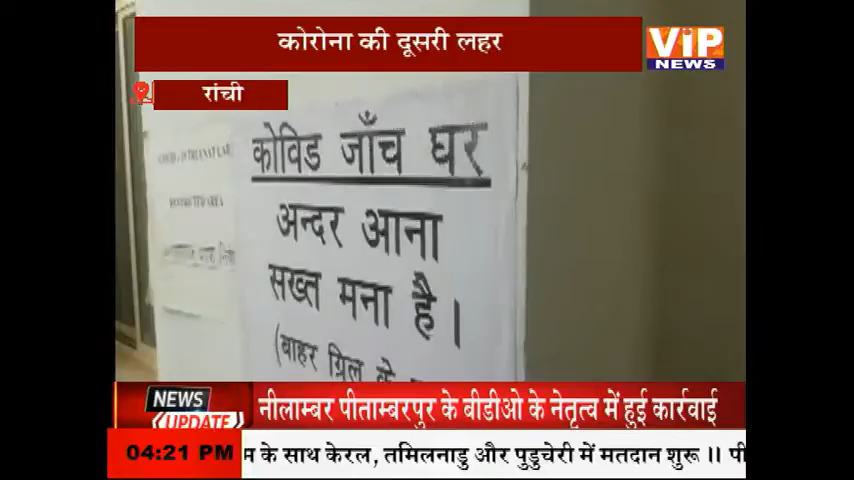 कोरोना की दूसरी लहर
ViP
NEWS
रांची
कोविड जाँच घर
अन्दर आना
सख्त मना है।
(बाहर ग्रिल के
NEWS
UPDATE
नीलाम्बर पीताम्बरपुर के बीडीओ के नेतृत्व में हुई कार्रवाई
04:21 PM
म के साथ केरल, तमिलनाडु और पुडुचेरी में मतदान शुरू ।। पी